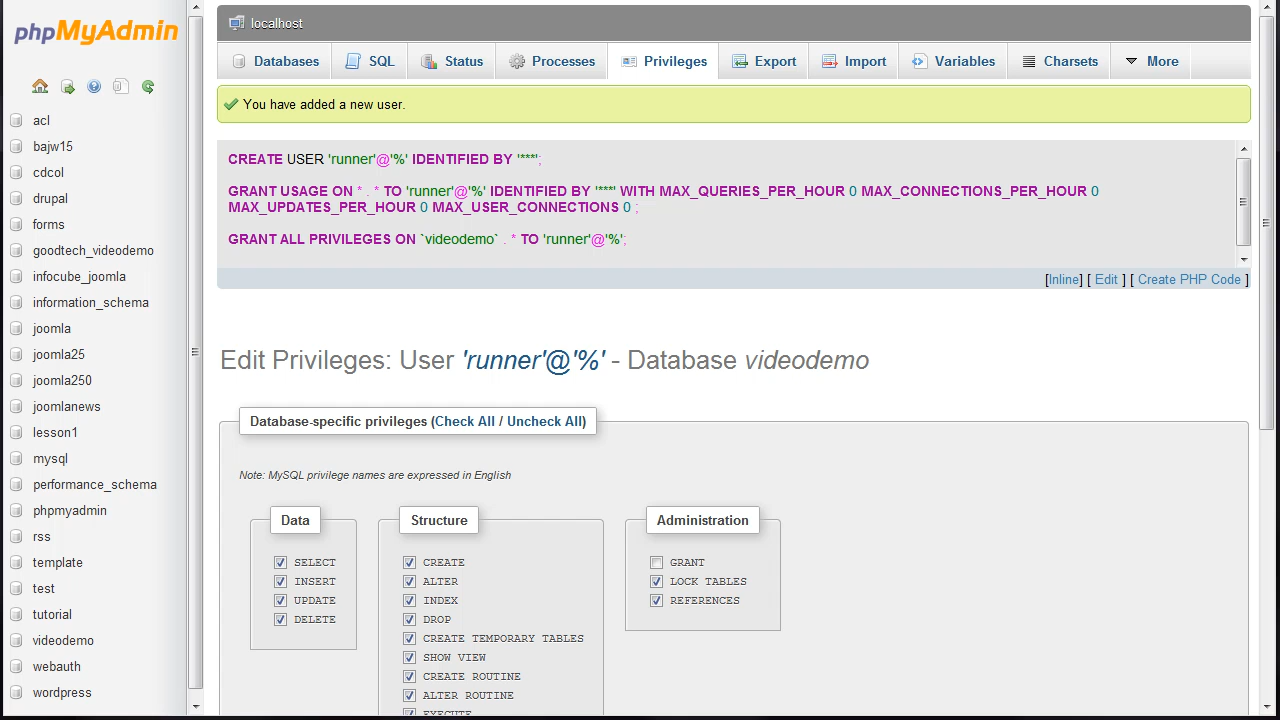 phpMyAdmin
acl
bajw15
cdcol
drupal
forms
goodtech_videodemo
infocube_joomla
information_schema
joomla
joomla25
joomla250
joomlanews
lesson1
mysql
performance_schema
phpmyadmin
rss
template
test
tutorial
videodemo
webauth
wordpress
localhost
Databases SQL Status Processes Privileges Export Import Variables Charsets More
You have added a new user.
CREATE USER 'runner'@'%' IDENTIFIED BY '***';
GRANT USAGE ON * . * TO 'runner'@'%' IDENTIFIED BY '***' WITH MAX_QUERIES_PER_HOUR 0 MAX_CONNECTIONS_PER_HOUR 0
MAX_UPDATES_PER_HOUR 0 MAX_USER_CONNECTIONS 0 ;
GRANT ALL PRIVILEGES ON `videodemo` . * TO 'runner'@'%';
[Inline] [ Edit ] [ Create PHP Code ]
Edit Privileges: User 'runner'@'%' - Database videodemo
Database-specific privileges (Check All / Uncheck All)
Note: MySQL privilege names are expressed in English
Data
SELECT
INSERT
UPDATE
DELETE
Structure
CREATE
ALTER
INDEX
DROP
CREATE TEMPORARY TABLES
SHOW VIEW
CREATE ROUTINE
ALTER ROUTINE
EXECUTE
Administration
GRANT
LOCK TABLES
REFERENCES